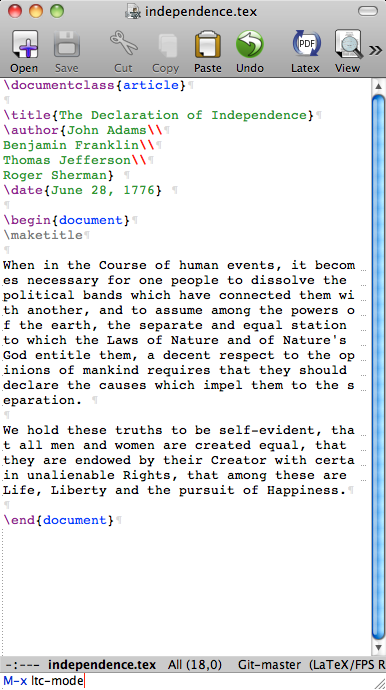 independence.tex
Open Save Cut Copy Paste Undo Latex View »
\documentclass{article}¶
¶
\title{The Declaration of Independence}¶
\author{John Adams\\¶
Benjamin Franklin\\¶
Thomas Jefferson\\¶
Roger Sherman} ¶
\date{June 28, 1776} ¶
¶
\begin{document}¶
\maketitle¶
¶
When in the Course of human events, it becom
es necessary for one people to dissolve the
political bands which have connected them wi
th another, and to assume among the powers o
f the earth, the separate and equal station
to which the Laws of Nature and of Nature's
God entitle them, a decent respect to the op
inions of mankind requires that they should
declare the causes which impel them to the s
eparation. ¶
¶
We hold these truths to be self-evident, tha
t all men and women are created equal, that
they are endowed by their Creator with certa
in unalienable Rights, that among these are
Life, Liberty and the pursuit of Happiness.¶
¶
\end{document}¶
-:--- independence.tex All (18,0) Git-master (LaTeX/FPS R
M-x ltc-mode